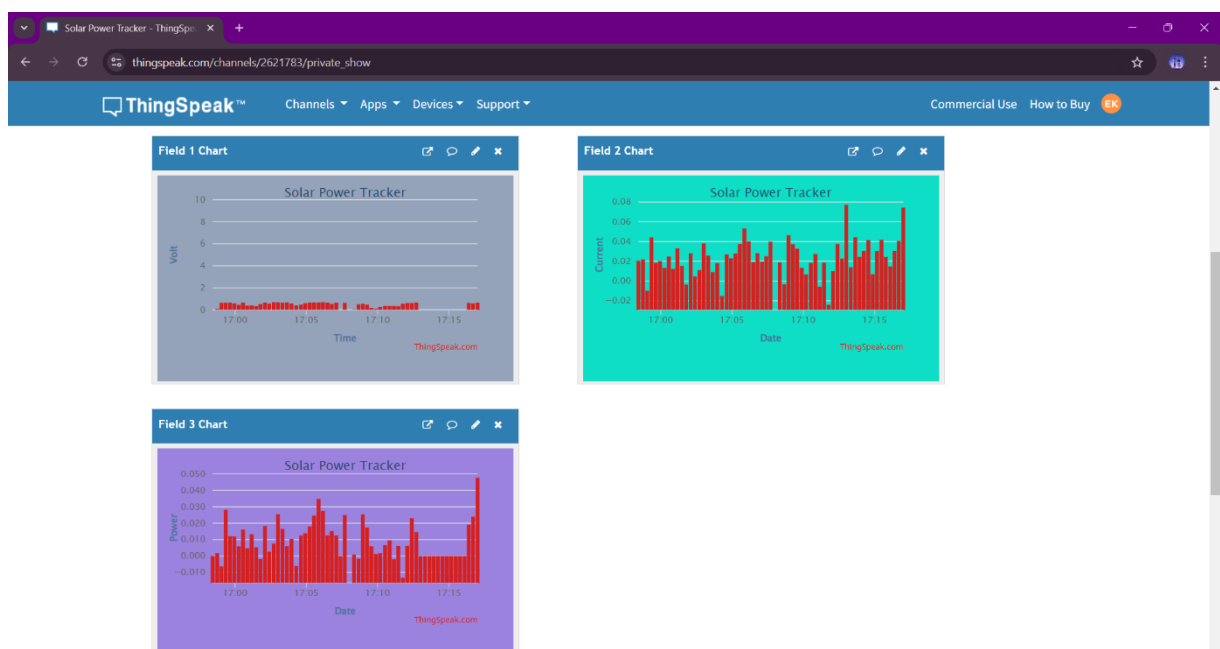 Solar Power Tracker - ThingSpe
thingspeak.com/channels/2621783/private_show
ThingSpeak™ Channels Apps Devices Support Commercial Use How to Buy EK
Field 1 Chart
Solar Power Tracker
10
8
6
4
2
0
Volt
17:00 17:05 17:10 17:15
Time
ThingSpeak.com
Field 2 Chart
Solar Power Tracker
0.08
0.06
0.04
0.02
0.00
−0.02
Current
17:00 17:05 17:10 17:15
Date
ThingSpeak.com
Field 3 Chart
Solar Power Tracker
0.050
0.040
0.030
0.020
0.010
0.000
−0.010
Power
17:00 17:05 17:10 17:15
Date
ThingSpeak.com